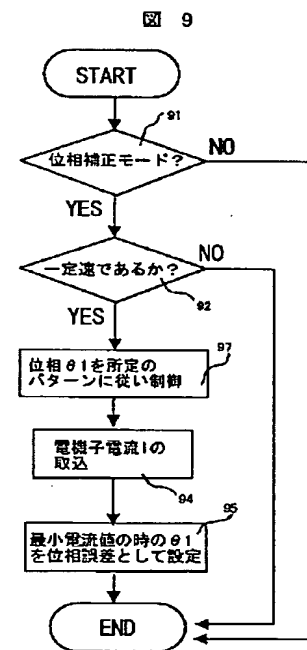 図 9
START
91
位相補正モード?
NO
YES
一定速であるか?
NO
92
YES
位相θ1を所定の
パターンに従い制御
97
電機子電流Iの
取込
94
最小電流値の時のθ1
を位相誤差として設定
95
END